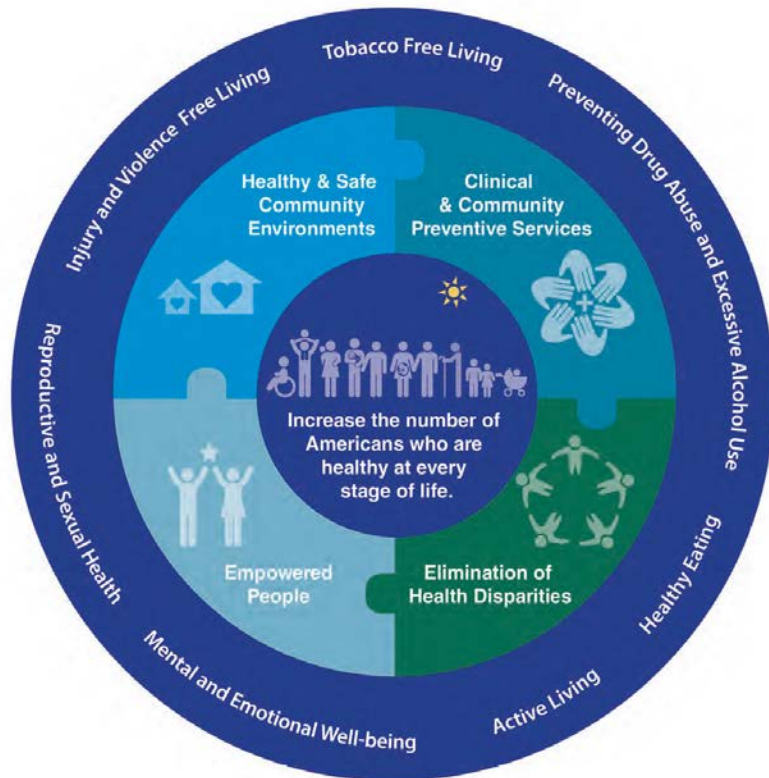 Tobacco Free Living
Preventing Drug Abuse and Excessive Alcohol Use
Healthy Eating
Active Living
Mental and Emotional Well-being
Reproductive and Sexual Health
Injury and Violence Free Living
Healthy & Safe
Community
Environments
Clinical
& Community
Preventive Services
Increase the number of
Americans who are
healthy at every
stage of life.
Empowered
People
Elimination of
Health Disparities